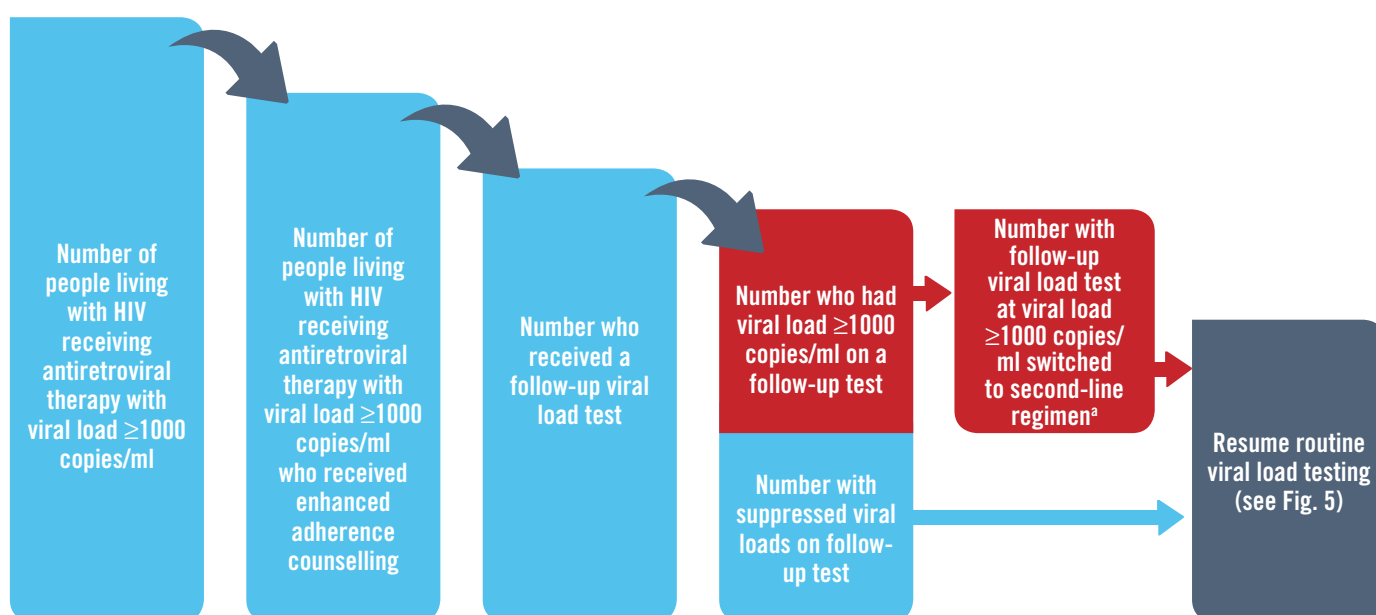 Number of
people living
with HIV
receiving
antiretroviral
therapy with
viral load ≥1000
copies/ml
Number of
people living
with HIV
receiving
antiretroviral
therapy with
viral load ≥1000
copies/ml
who received
enhanced
adherence
counselling
Number who
received a
follow-up viral
load test
Number who had
viral load ≥1000
copies/ml on a
follow-up test
Number with
suppressed viral
loads on follow-
up test
Number with
follow-up
viral load test
at viral load
≥1000 copies/
ml switched
to second-line
regimenᵃ
Resume routine
viral load testing
(see Fig. 5)